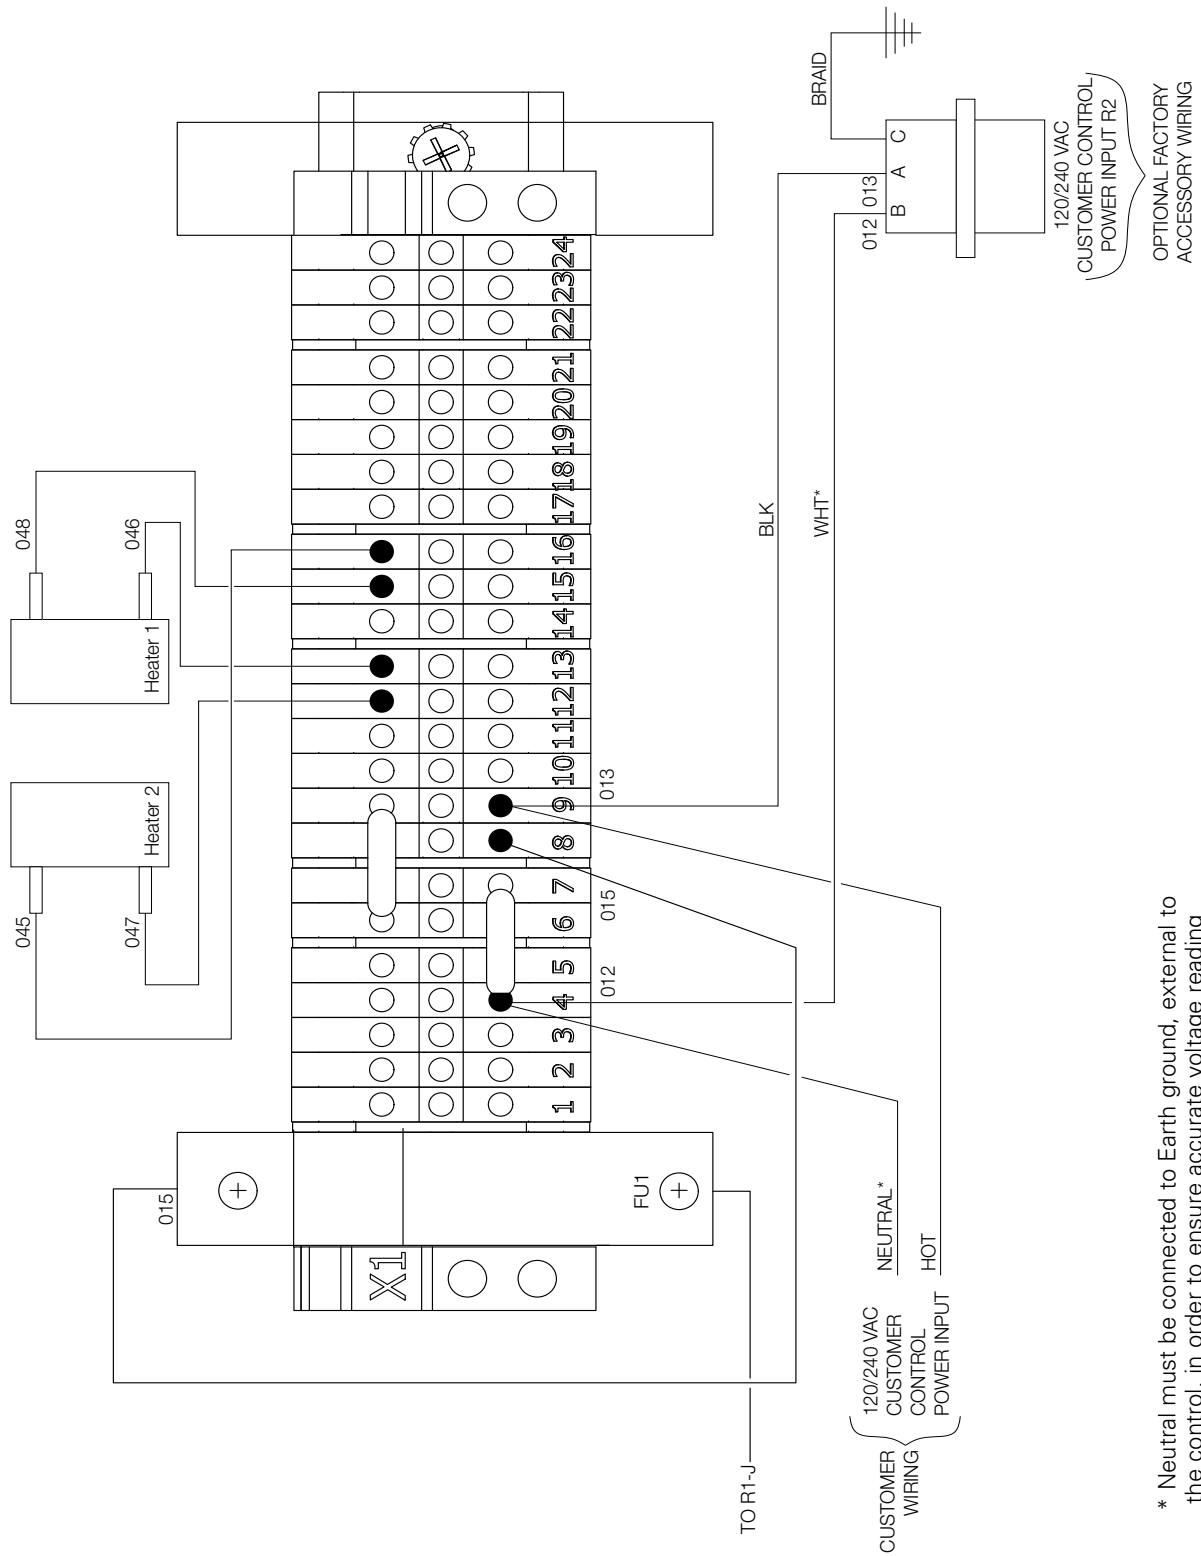 048
046
Heater 1
045
047
Heater 2
015
X1
FU1
1
2
3
4
5
6
7
8
9
10
11
12
13
14
15
16
17
18
19
20
21
22
23
24
012
015
013
BLK
WHT*
BRAID
012
013
B
A
C
120/240 VAC
CUSTOMER CONTROL
POWER INPUT R2
OPTIONAL FACTORY
ACCESSORY WIRING
TO R1-J
CUSTOMER
WIRING
120/240 VAC
CUSTOMER
CONTROL
POWER INPUT
NEUTRAL*
HOT
* Neutral must be connected to Earth ground, external to
the control, in order to ensure accurate voltage reading